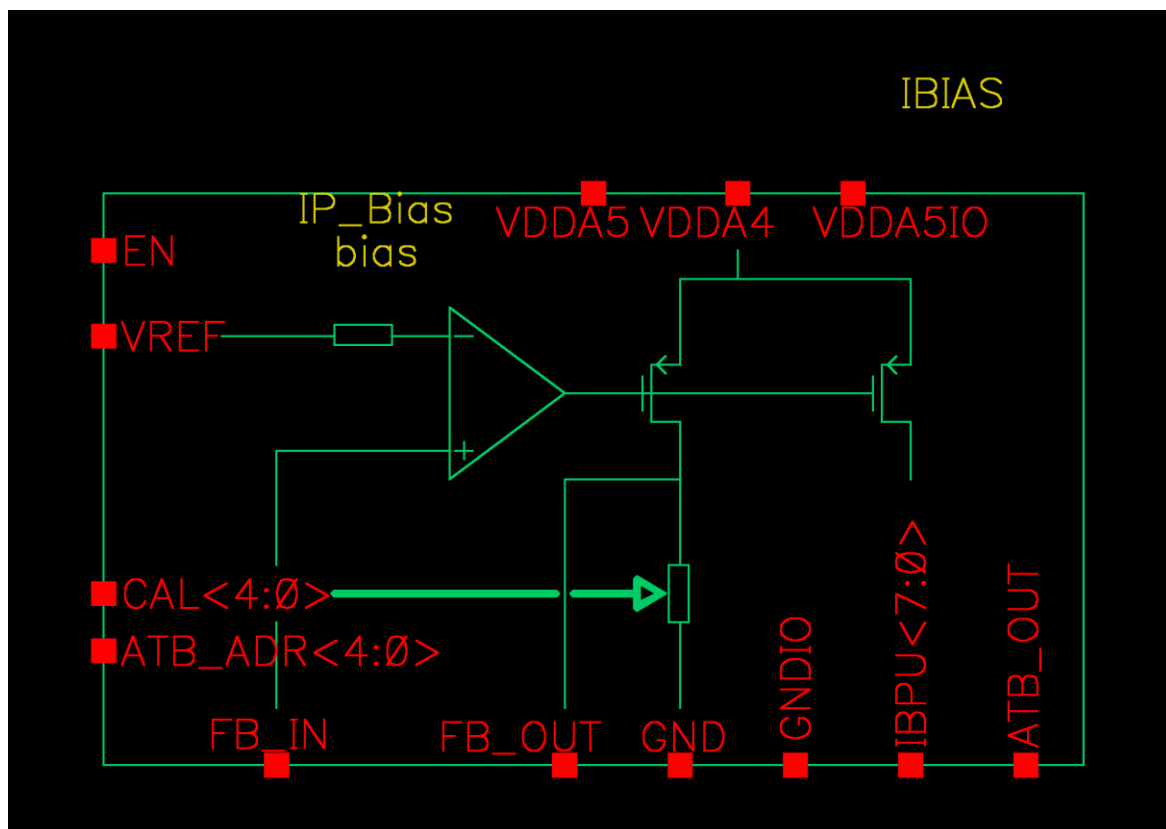 IBIAS
IP_Bias
bias
VDDA5
VDDA4
VDDA5IO
EN
VREF
−
+
CAL<4:0>
ATB_ADR<4:0>
FB_IN
FB_OUT
GND
GNDIO
IBPU<7:0>
ATB_OUT